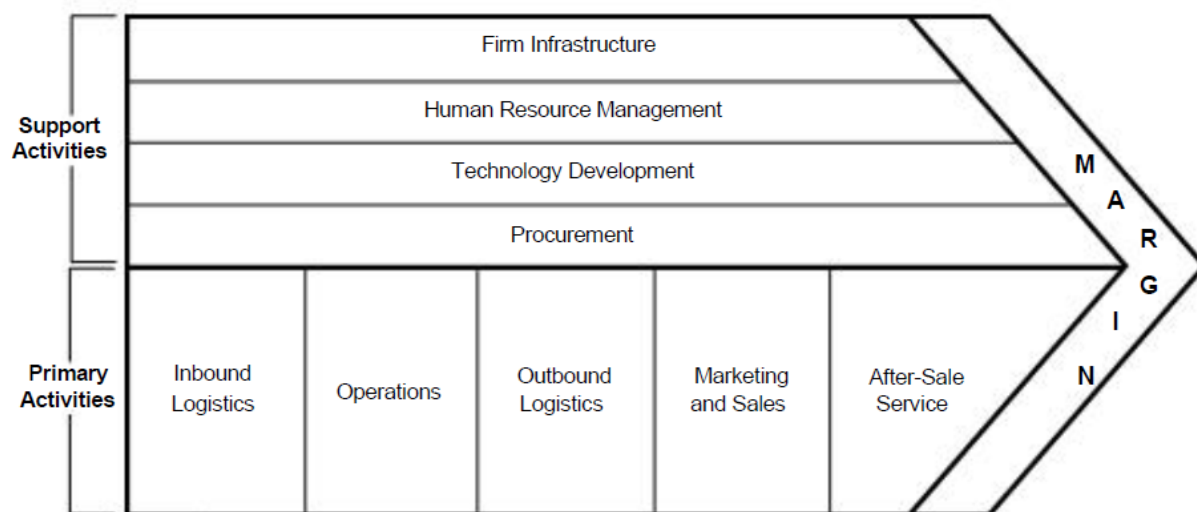 Firm Infrastructure
Human Resource Management
Support
Activities
Technology Development
Procurement
Primary
Activities
Inbound
Logistics
Operations
Outbound
Logistics
Marketing
and Sales
After-Sale
Service
M
A
R
G
I
N